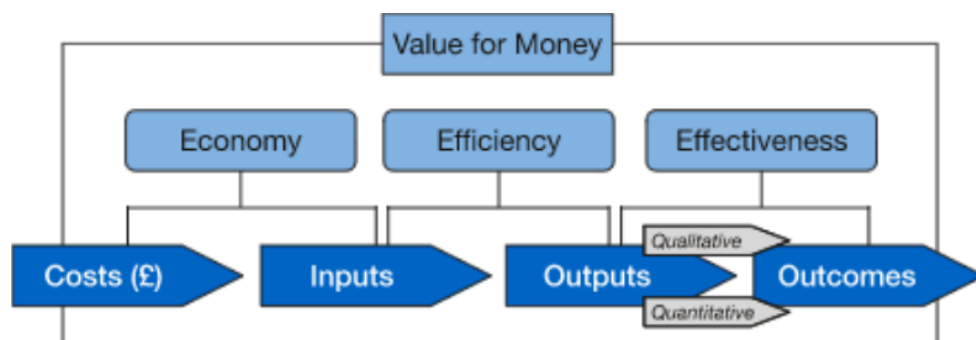 Value for Money
Economy
Efficiency
Effectiveness
Qualitative
Costs (£)
Inputs
Outputs
Outcomes
Quantitative